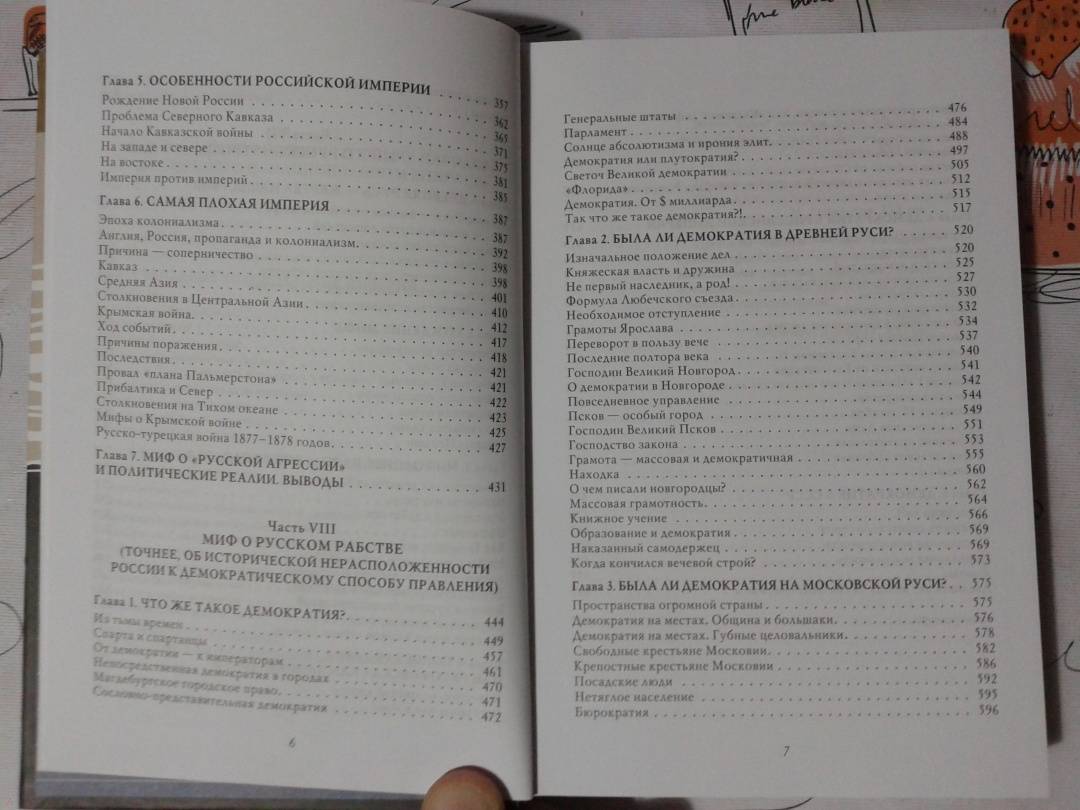 Глава 5. ОСОБЕННОСТИ РОССИЙСКОЙ ИМПЕРИИ . . . . . . 357
Рождение Новой России . . . . . . 362
Проблема Северного Кавказа . . . . . . 365
Начало Кавказской войны . . . . . . 371
На западе и севере . . . . . . 375
На востоке . . . . . . 381
Империя против империй . . . . . . 385
Глава 6. САМАЯ ПЛОХАЯ ИМПЕРИЯ . . . . . . 387
Эпоха колониализма . . . . . . 387
Англия, Россия, пропаганда и колониализм . . . . . . 392
Причина — соперничество . . . . . . 398
Кавказ . . . . . . 398
Средняя Азия . . . . . . 401
Столкновения в Центральной Азии . . . . . . 410
Крымская война . . . . . . 412
Ход событий . . . . . . 417
Причины поражения . . . . . . 418
Последствия . . . . . . 421
Провал «плана Пальмерстона» . . . . . . 421
Прибалтика и Север . . . . . . 422
Столкновения на Тихом океане . . . . . . 423
Мифы о Крымской войне . . . . . . 425
Русско-турецкая война 1877–1878 годов . . . . . . 427
Глава 7. МИФ О «РУССКОЙ АГРЕССИИ»
И ПОЛИТИЧЕСКИЕ РЕАЛИИ. ВЫВОДЫ . . . . . . 431
Часть VIII
МИФ О РУССКОМ РАБСТВЕ
(ТОЧНЕЕ, ОБ ИСТОРИЧЕСКОЙ НЕРАСПОЛОЖЕННОСТИ
РОССИИ К ДЕМОКРАТИЧЕСКОМУ СПОСОБУ ПРАВЛЕНИЯ)
Глава 1. ЧТО ЖЕ ТАКОЕ ДЕМОКРАТИЯ? . . . . . . 444
Из тьмы времен . . . . . . 449
Спарта и спартанцы . . . . . . 457
От демократии — к императорам . . . . . . 461
Непосредственная демократия в городах . . . . . . 470
Магдебургское городское право . . . . . . 471
Сословно-представительная демократия . . . . . . 472
6
Генеральные штаты . . . . . . 476
Парламент . . . . . . 484
Солнце абсолютизма и ирония элит . . . . . . 488
Демократия или плутократия? . . . . . . 497
Светоч Великой демократии . . . . . . 505
«Флорида» . . . . . . 512
Демократия. От $ миллиарда . . . . . . 515
Так что же такое демократия?! . . . . . . 517
Глава 2. БЫЛА ЛИ ДЕМОКРАТИЯ В ДРЕВНЕЙ РУСИ? . . . . . . 520
Изначальное положение дел . . . . . . 520
Княжеская власть и дружина . . . . . . 525
Не первый наследник, а род! . . . . . . 527
Формула Любечского съезда . . . . . . 530
Необходимое отступление . . . . . . 532
Грамоты Ярослава . . . . . . 534
Переворот в пользу вече . . . . . . 537
Последние полтора века . . . . . . 540
Господин Великий Новгород . . . . . . 541
О демократии в Новгороде . . . . . . 542
Повседневное управление . . . . . . 544
Псков — особый город . . . . . . 549
Господин Великий Псков . . . . . . 551
Господство закона . . . . . . 553
Грамота — массовая и демократичная . . . . . . 555
Находка . . . . . . 560
О чем писали новгородцы? . . . . . . 562
Массовая грамотность . . . . . . 564
Книжное учение . . . . . . 566
Образование и демократия . . . . . . 569
Наказанный самодержец . . . . . . 569
Когда кончился вечевой строй? . . . . . . 573
Глава 3. БЫЛА ЛИ ДЕМОКРАТИЯ НА МОСКОВСКОЙ РУСИ? . . 575
Пространства огромной страны . . . . . . 575
Демократия на местах. Община и большаки . . . . . . 576
Демократия на местах. Губные целовальники . . . . . . 578
Свободные крестьяне Московии . . . . . . 582
Крепостные крестьяне Московии . . . . . . 586
Посадские люди . . . . . . 592
Нетяглое население . . . . . . 595
Бюрократия . . . . . . 596
7